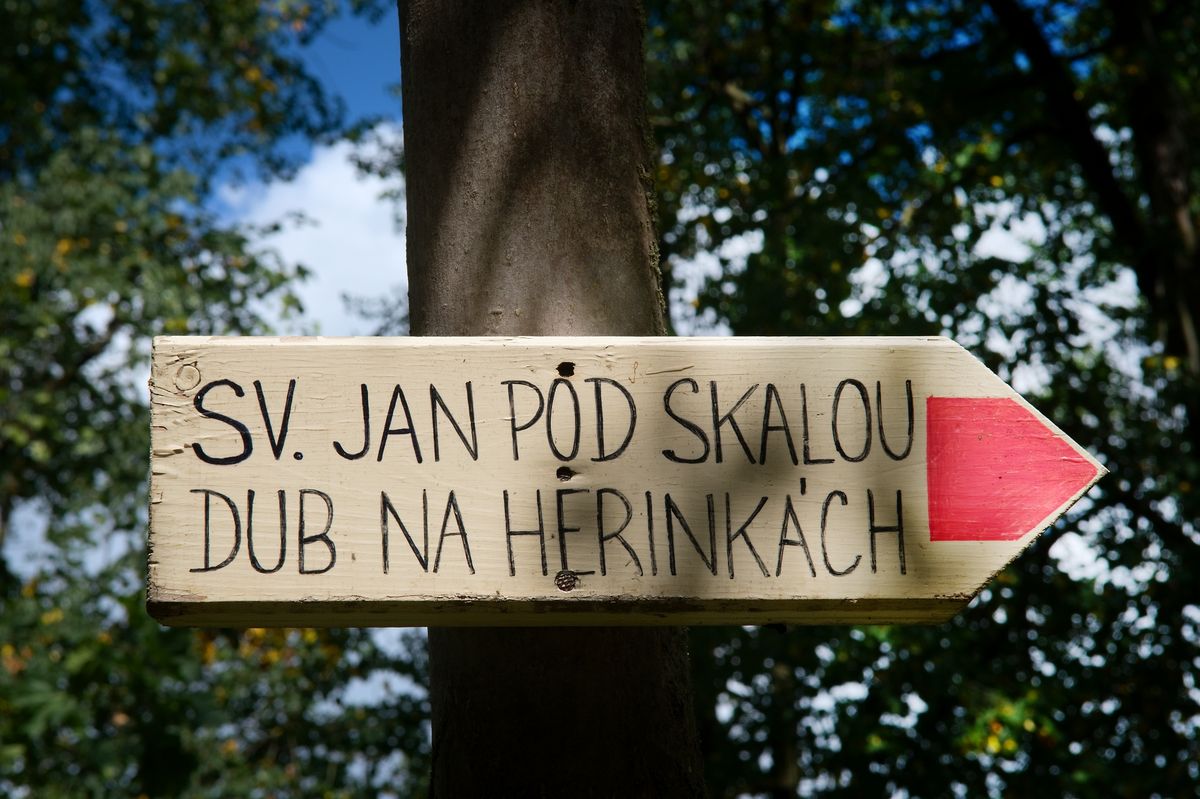 SV. JAN POD SKALOU
DUB NA HERINKÁCH